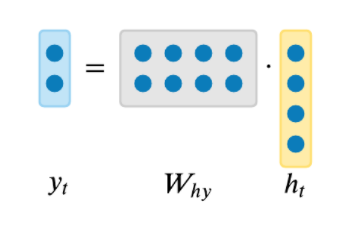 = ·
y_t W_hy h_t